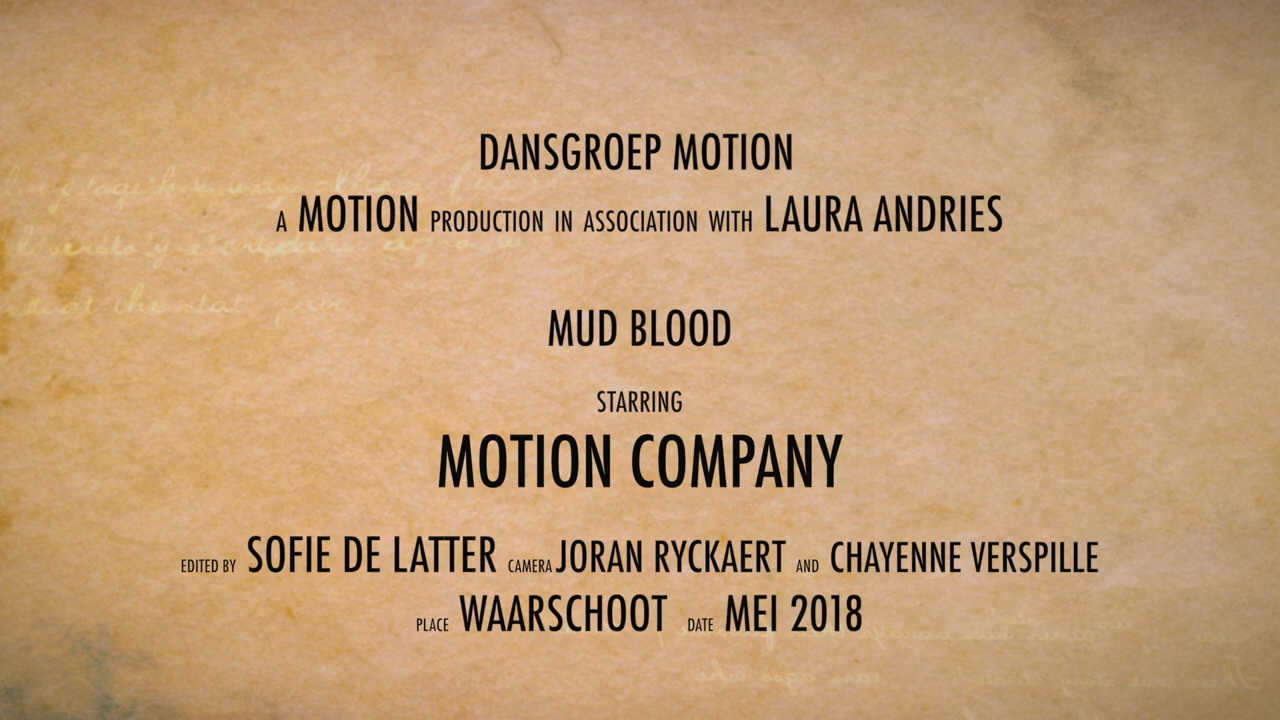 DANSGROEP MOTION
A MOTION PRODUCTION IN ASSOCIATION WITH LAURA ANDRIES
MUD BLOOD
STARRING
MOTION COMPANY
EDITED BY SOFIE DE LATTER CAMERA JORAN RYCKAERT AND CHAYENNE VERSPILLE
PLACE WAARSCHOOT DATE MEI 2018